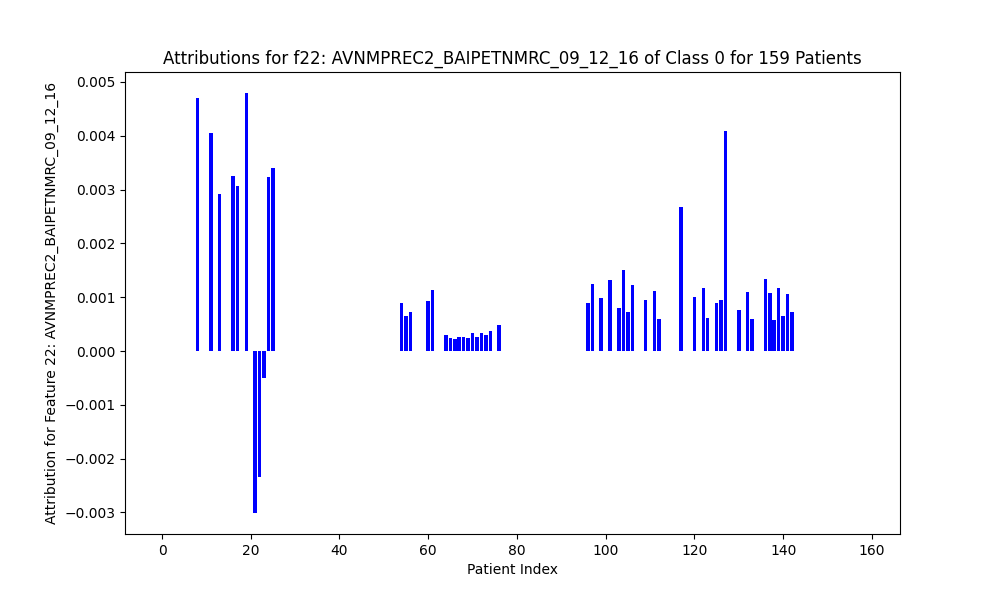 Attributions for f22: AVNMPREC2_BAIPETNMRC_09_12_16 of Class 0 for 159 Patients
Attribution for Feature 22: AVNMPREC2_BAIPETNMRC_09_12_16
0.005
0.004
0.003
0.002
0.001
0.000
−0.001
−0.002
−0.003
0 20 40 60 80 100 120 140 160
Patient Index